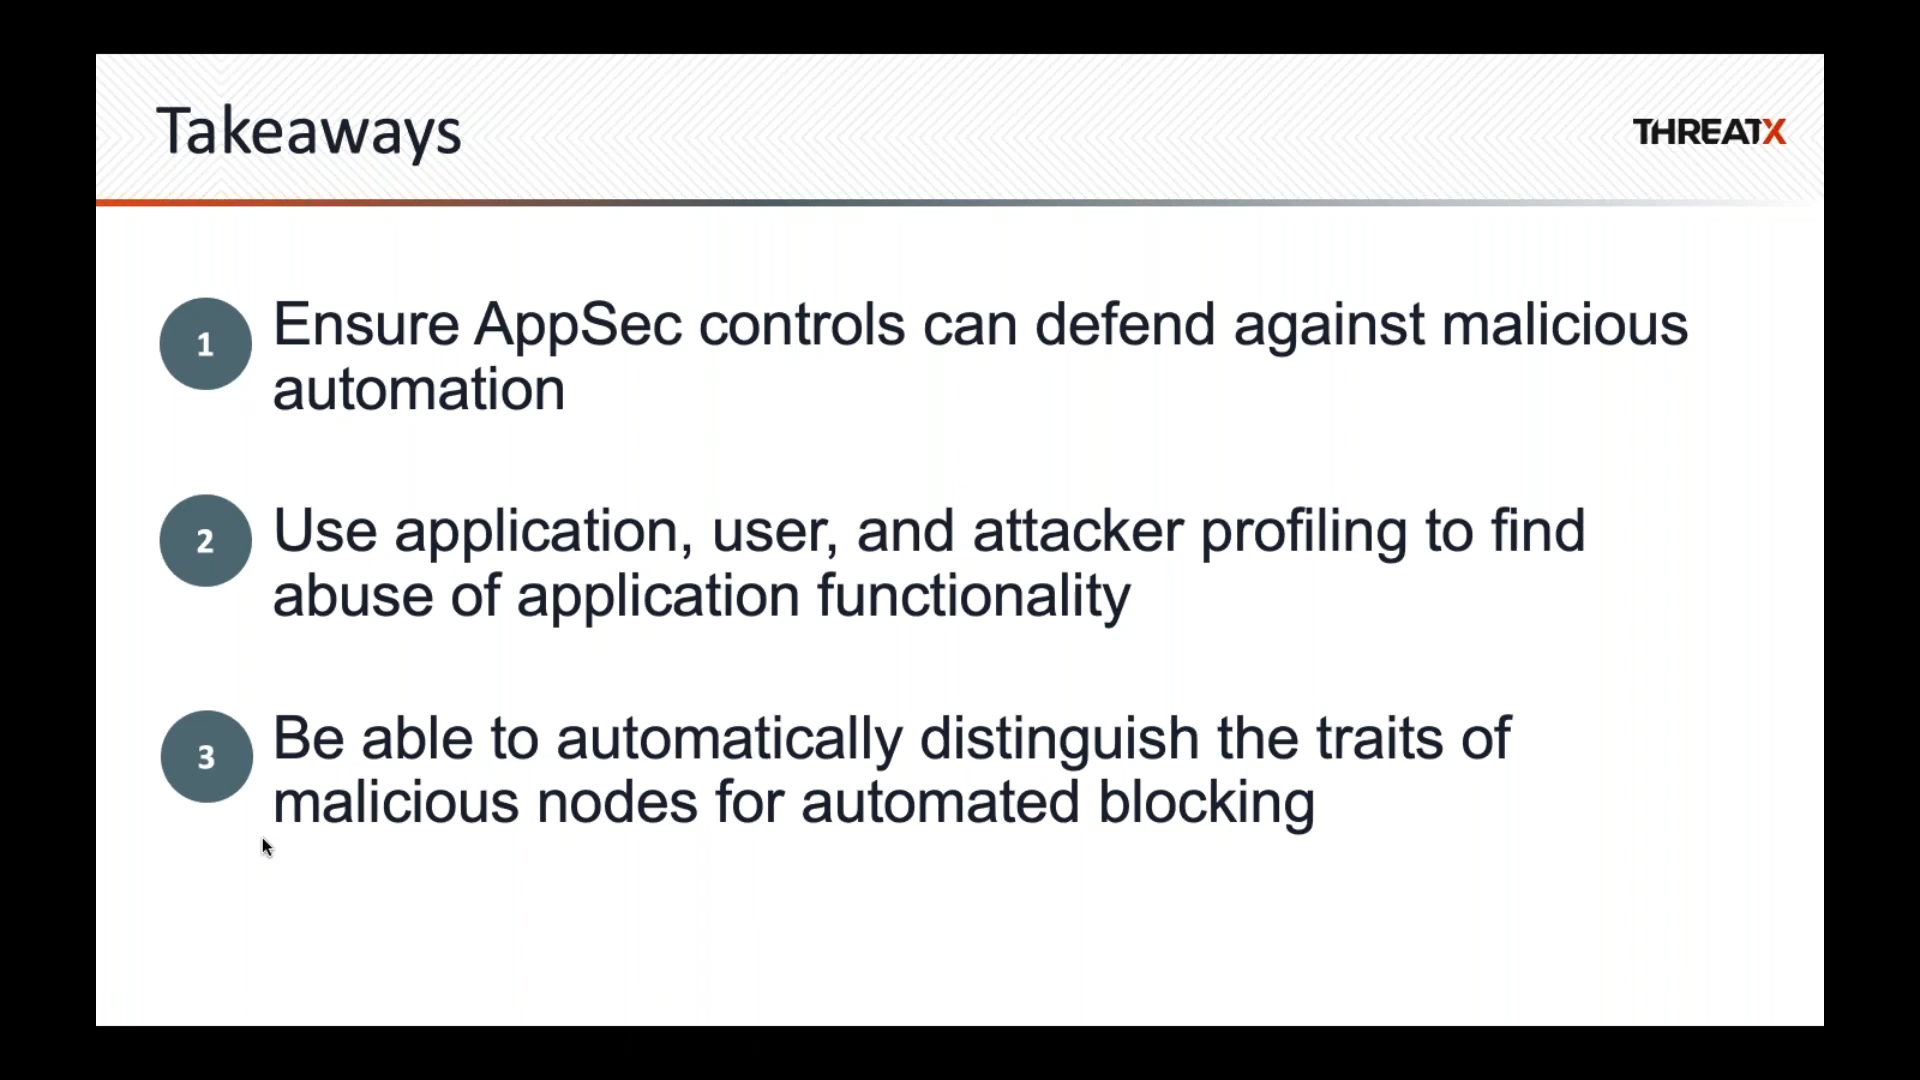 Takeaways
THREATX
1
Ensure AppSec controls can defend against malicious
automation
2
Use application, user, and attacker profiling to find
abuse of application functionality
3
Be able to automatically distinguish the traits of
malicious nodes for automated blocking